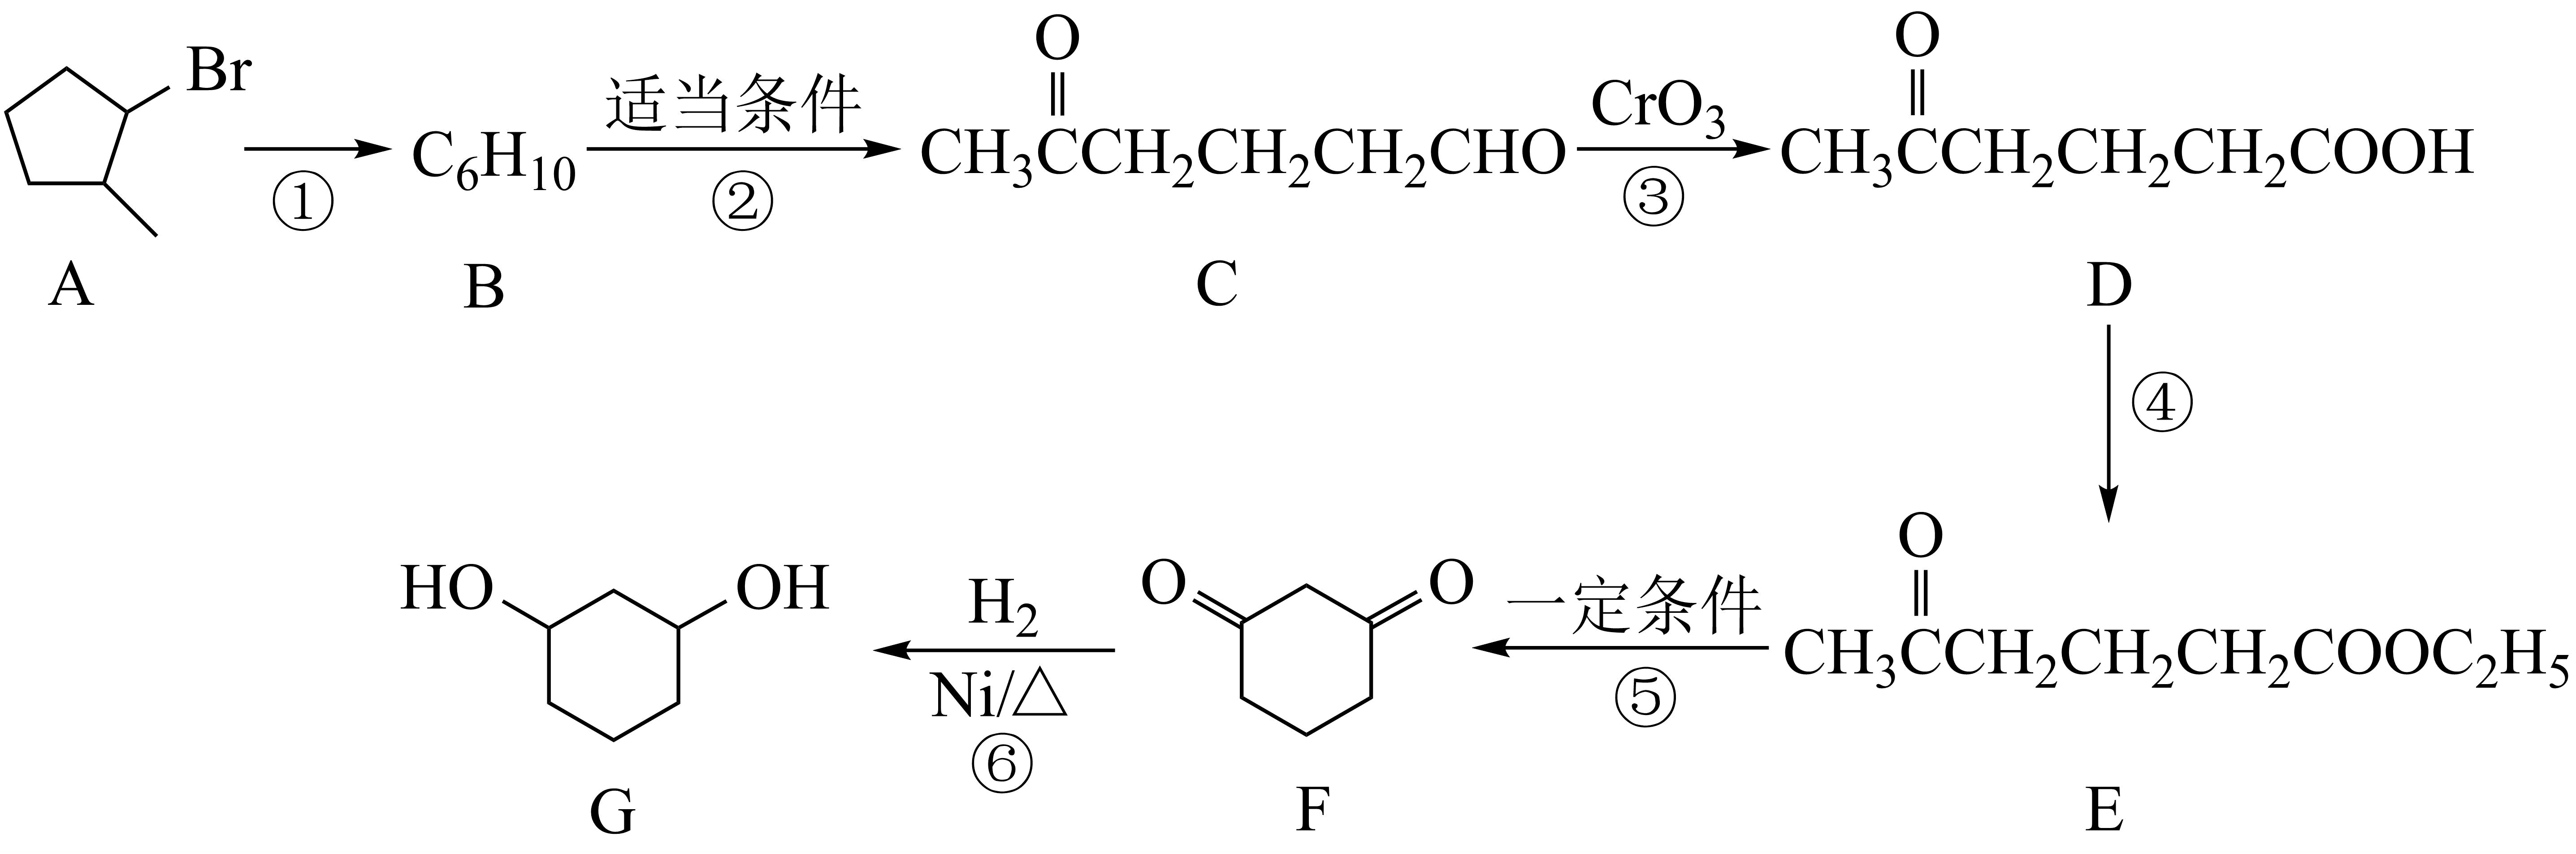 Br
A
①
C₆H₁₀
B
适当条件
②
O
CH₃CCH₂CH₂CH₂CHO
C
CrO₃
③
O
CH₃CCH₂CH₂CH₂COOH
D
④
O
CH₃CCH₂CH₂CH₂COOC₂H₅
E
一定条件
⑤
O O
F
H₂
Ni/△
⑥
HO OH
G